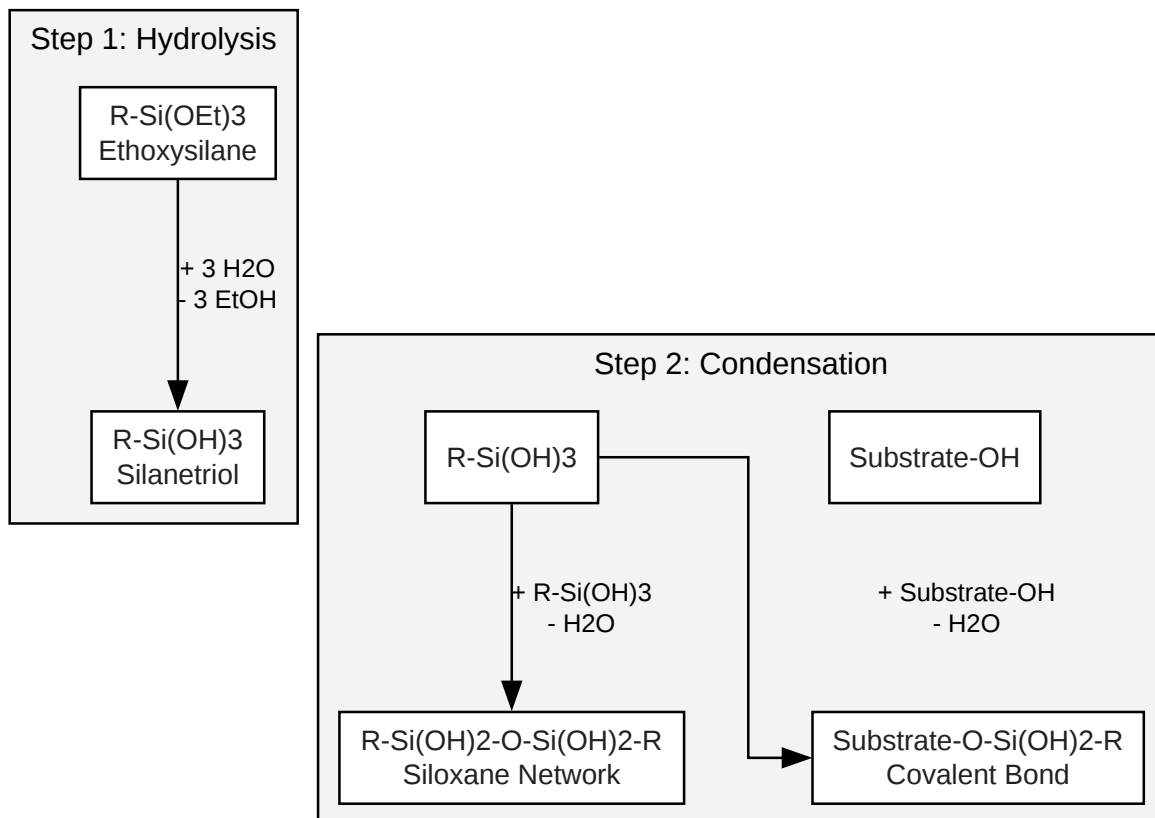 Step 1: Hydrolysis
R-Si(OEt)3
Ethoxysilane
+ 3 H2O
- 3 EtOH
R-Si(OH)3
Silanetriol
Step 2: Condensation
R-Si(OH)3
Substrate-OH
+ R-Si(OH)3
- H2O
+ Substrate-OH
- H2O
R-Si(OH)2-O-Si(OH)2-R
Siloxane Network
Substrate-O-Si(OH)2-R
Covalent Bond